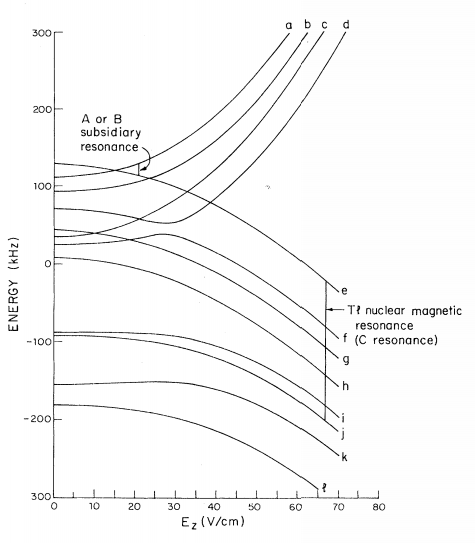 300
200
100
0
-100
-200
300
ENERGY (kHz)
a b c d
A or B
subsidiary
resonance
e
f
g
h
i
j
k
ℓ
Tℓ nuclear magnetic
resonance
(C resonance)
0 10 20 30 40 50 60 70 80
Ez (V/cm)